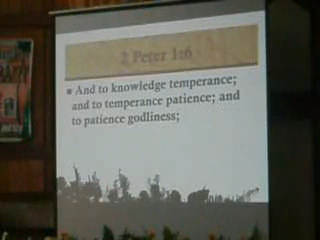 2 Peter 1:6
And to knowledge temperance;
and to temperance patience; and
to patience godliness;